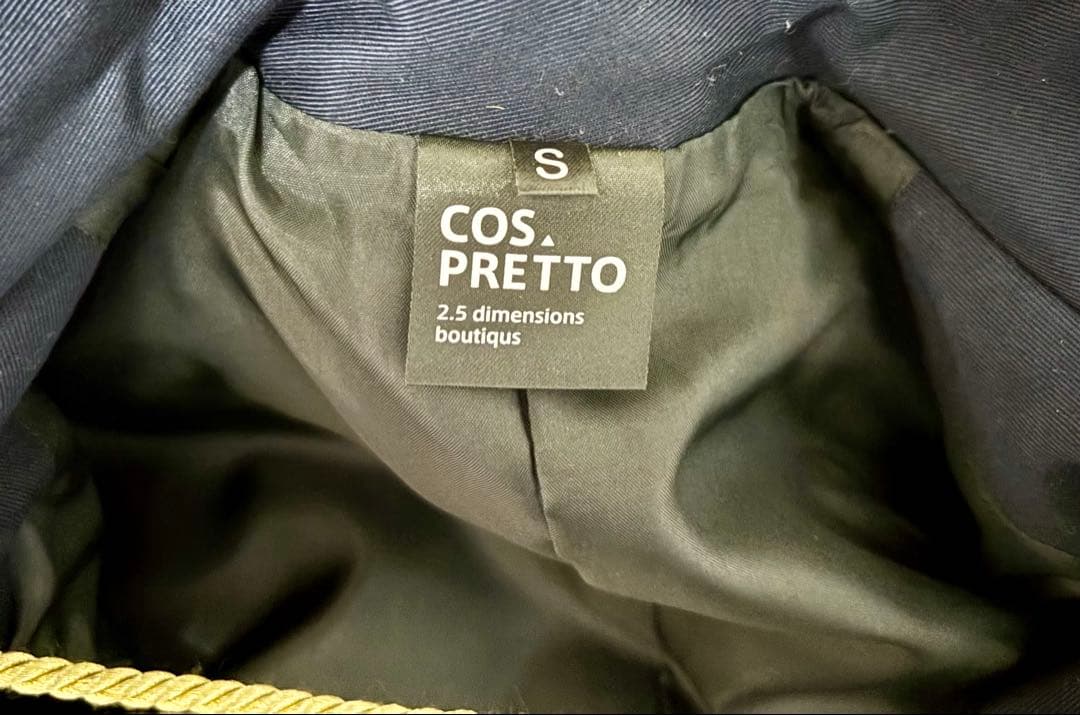 S
COS▲
PRETTO
2.5 dimensions
boutiqus